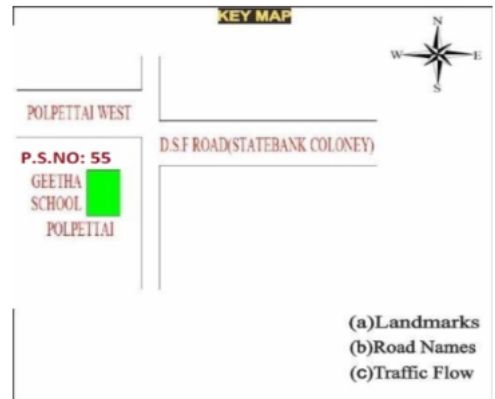 KEY MAP
N
W E
S
POLPETTAI WEST
D.S.F ROAD(STATEBANK COLONEY)
P.S.NO: 55
GEETHA
SCHOOL
POLPETTAI
(a)Landmarks
(b)Road Names
(c)Traffic Flow